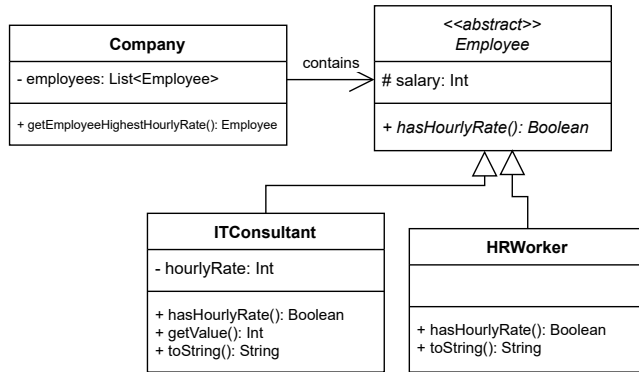 Company
- employees: List<Employee>
+ getEmployeeHighestHourlyRate(): Employee
contains
<<abstract>>
Employee
# salary: Int
+ hasHourlyRate(): Boolean
ITConsultant
- hourlyRate: Int
+ hasHourlyRate(): Boolean
+ getValue(): Int
+ toString(): String
HRWorker
+ hasHourlyRate(): Boolean
+ toString(): String